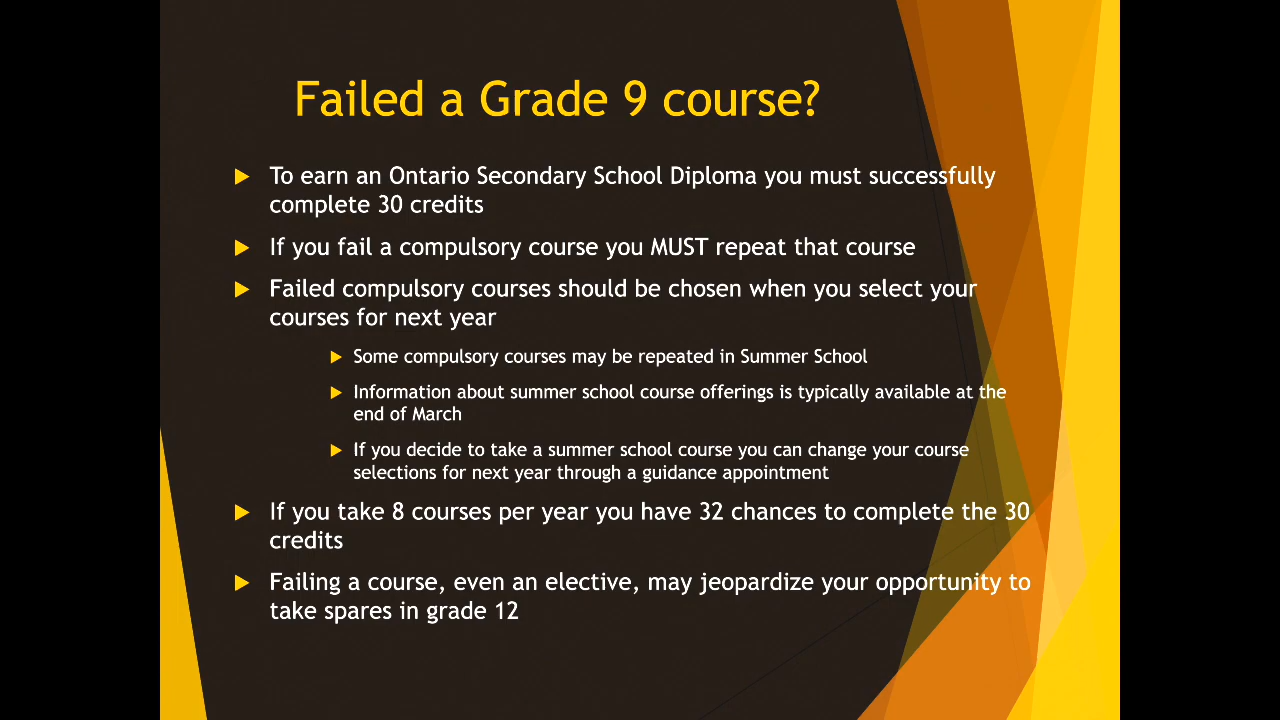 Failed a Grade 9 course?
To earn an Ontario Secondary School Diploma you must successfully
complete 30 credits
If you fail a compulsory course you MUST repeat that course
Failed compulsory courses should be chosen when you select your
courses for next year
Some compulsory courses may be repeated in Summer School
Information about summer school course offerings is typically available at the
end of March
If you decide to take a summer school course you can change your course
selections for next year through a guidance appointment
If you take 8 courses per year you have 32 chances to complete the 30
credits
Failing a course, even an elective, may jeopardize your opportunity to
take spares in grade 12